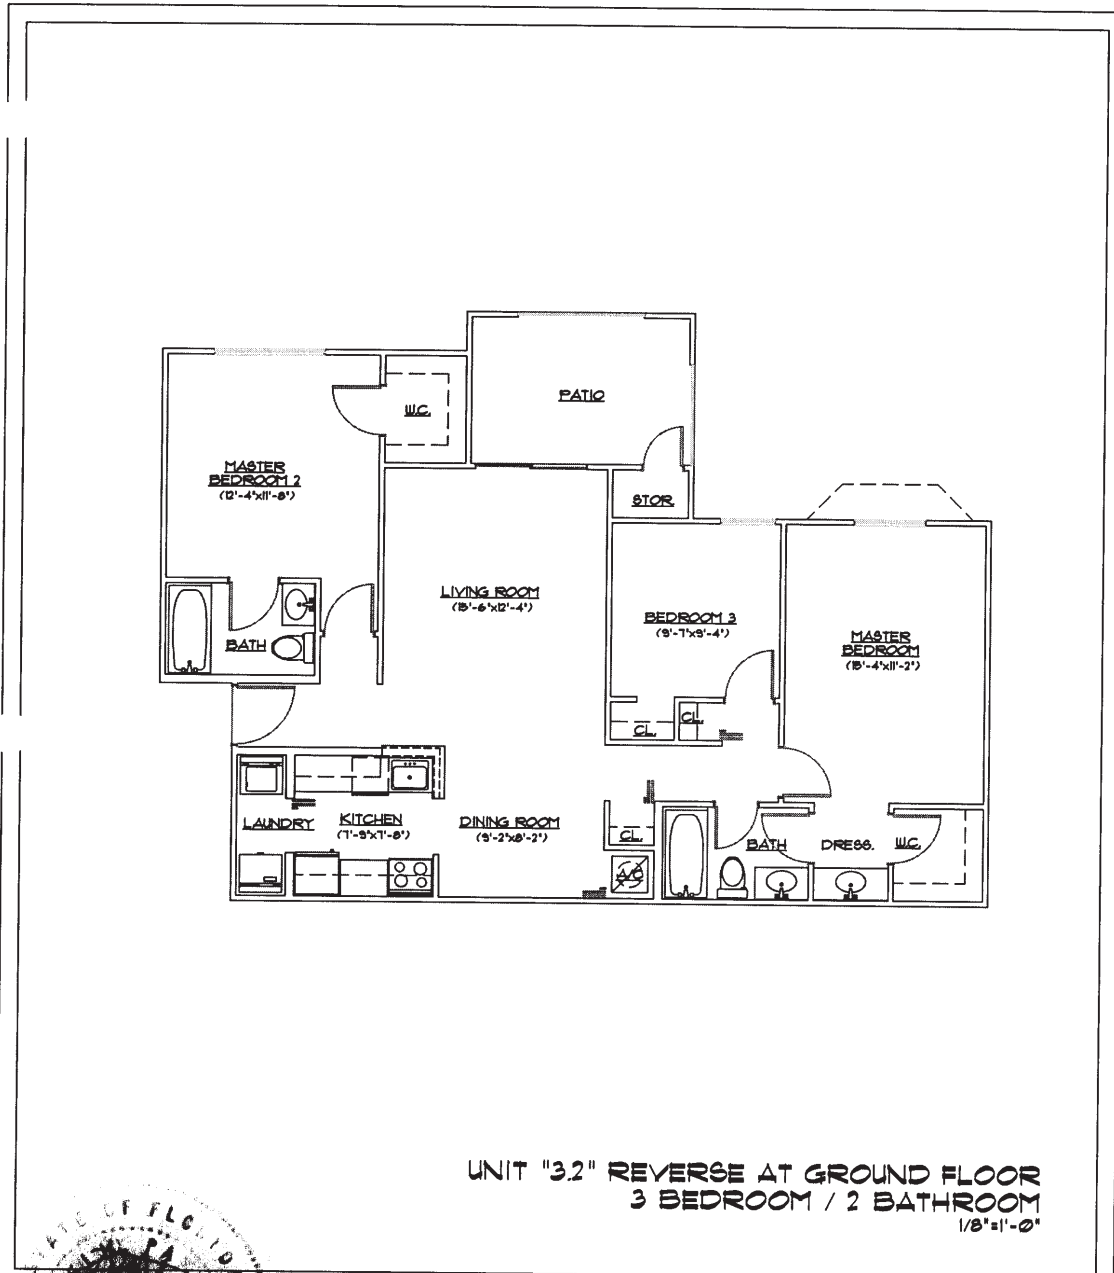 PATIO
W.C.
MASTER
BEDROOM 2
(12'-4"x11'-8")
STOR.
LIVING ROOM
(15'-6"x12'-4")
BEDROOM 3
(9'-7"x9'-4")
MASTER
BEDROOM
(15'-4"x11'-2")
BATH
CL.
CL.
LAUNDRY
KITCHEN
(7'-9"x7'-8")
DINING ROOM
(9'-2"x8'-2")
CL.
BATH
DRESS.
W.C.
A/C
UNIT "3.2" REVERSE AT GROUND FLOOR
3 BEDROOM / 2 BATHROOM
1/8"=1'-0"